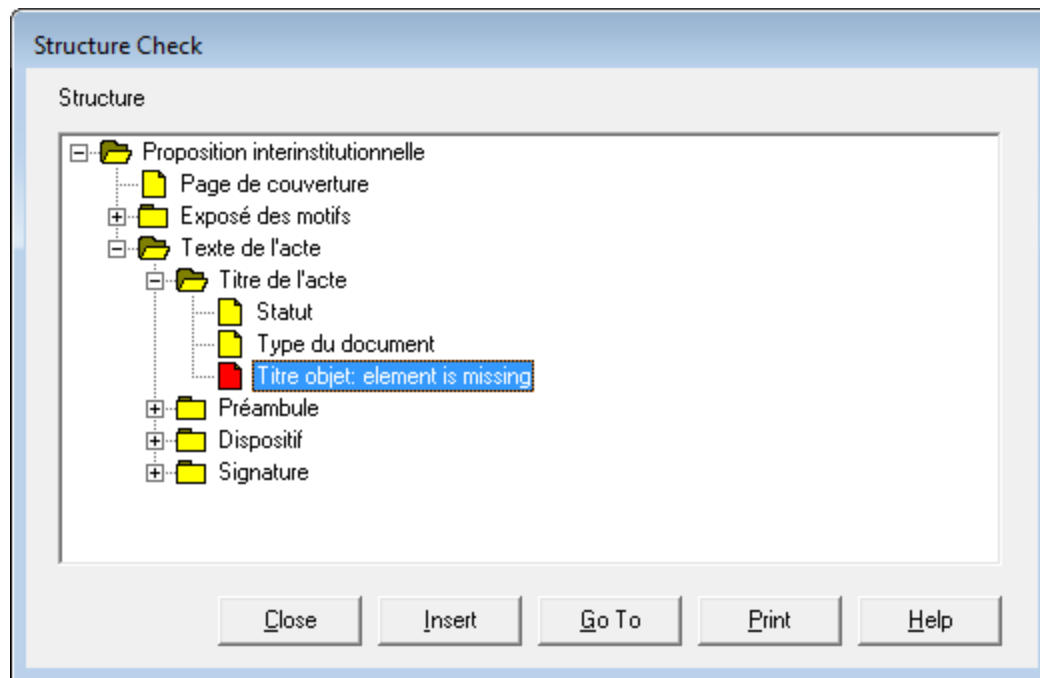 Structure Check
Structure
Proposition interinstitutionnelle
Page de couverture
Exposé des motifs
Texte de l'acte
Titre de l'acte
Statut
Type du document
Titre objet: element is missing
Préambule
Dispositif
Signature
Close Insert Go To Print Help